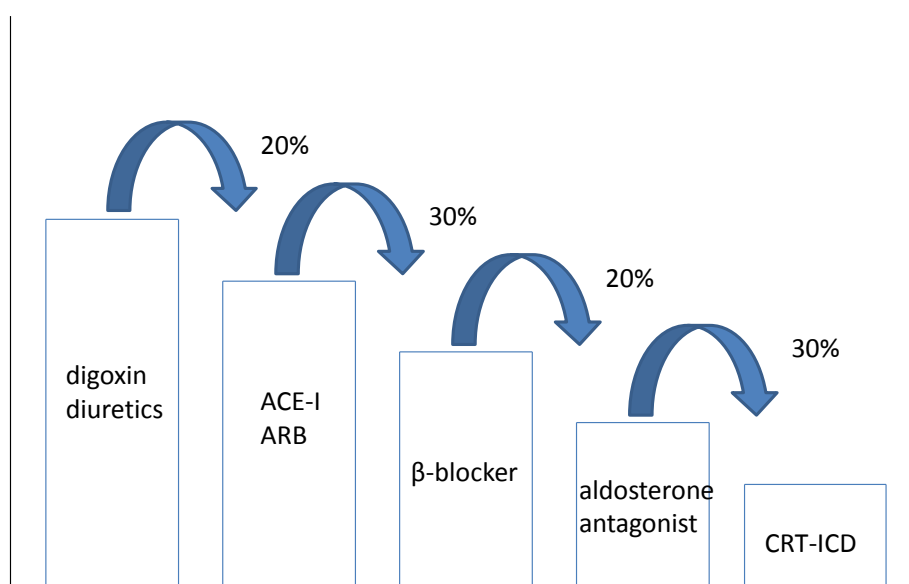 20%
30%
20%
30%
digoxin
diuretics
ACE-I
ARB
β-blocker
aldosterone
antagonist
CRT-ICD